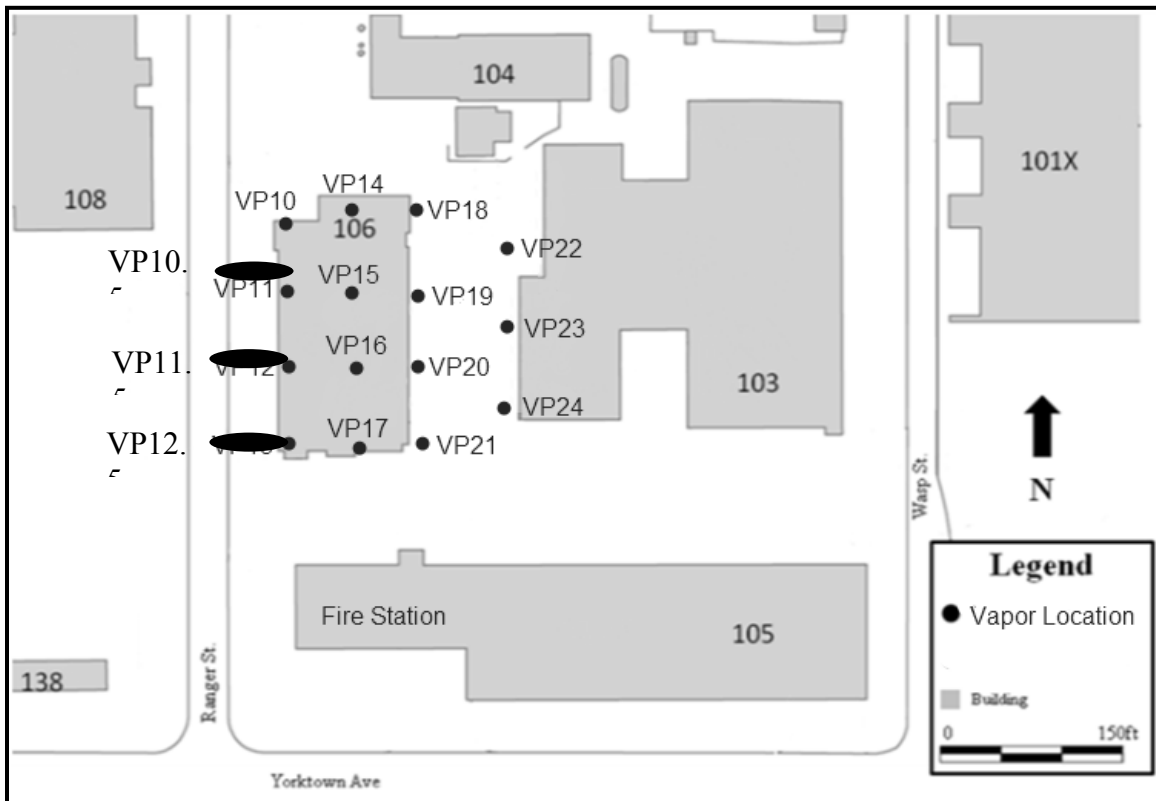 104
101X
108
VP14
VP10
106
VP18
VP22
VP10.
VP11
VP15
VP19
VP23
VP11.
VP16
VP20
103
VP24
VP12.
VP17
VP21
N
Wasp St.
Legend
Vapor Location
Fire Station
105
138
Ranger St.
Building
0 150ft
Yorktown Ave